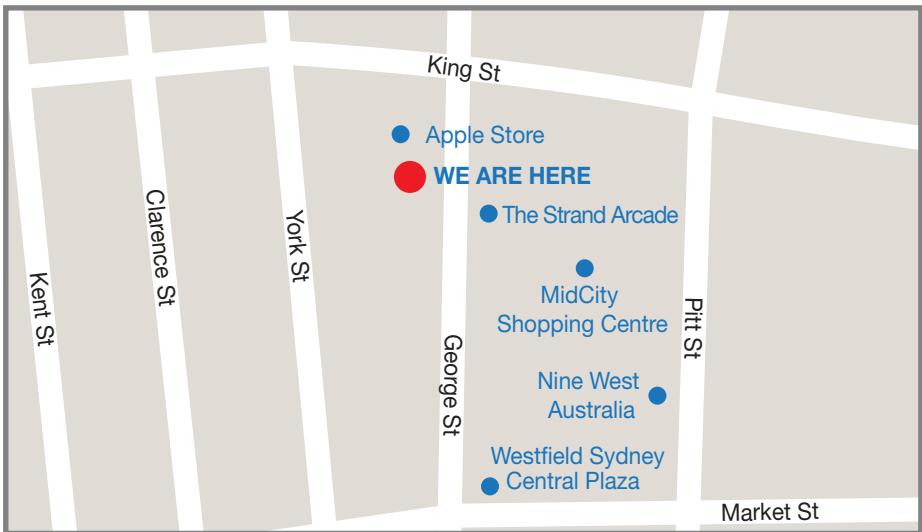 King St
Apple Store
WE ARE HERE
The Strand Arcade
Clarence St
York St
Kent St
MidCity
Shopping Centre
Pitt St
George St
Nine West
Australia
Westfield Sydney
Central Plaza
Market St